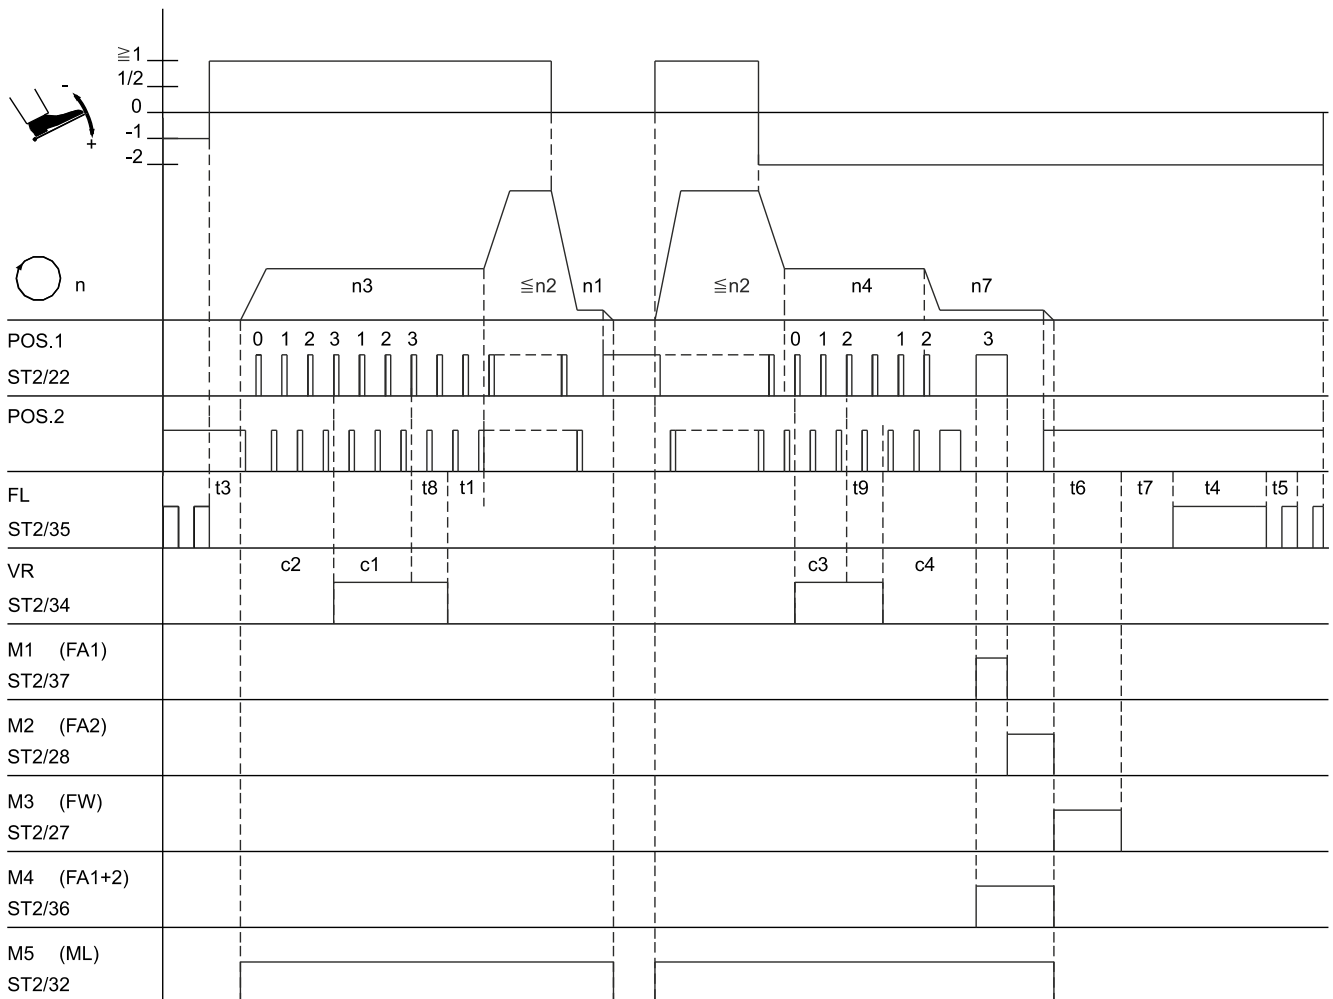 ≧1
1/2
0
-1
-2
-
+
n
n3
≦n2
n1
≦n2
n4
n7
POS.1
0 1 2 3 1 2 3
0 1 2 1 2 3
ST2/22
POS.2
FL
t3
t8
t1
t9
t6
t7
t4
t5
ST2/35
VR
c2
c1
c3
c4
ST2/34
M1 (FA1)
ST2/37
M2 (FA2)
ST2/28
M3 (FW)
ST2/27
M4 (FA1+2)
ST2/36
M5 (ML)
ST2/32